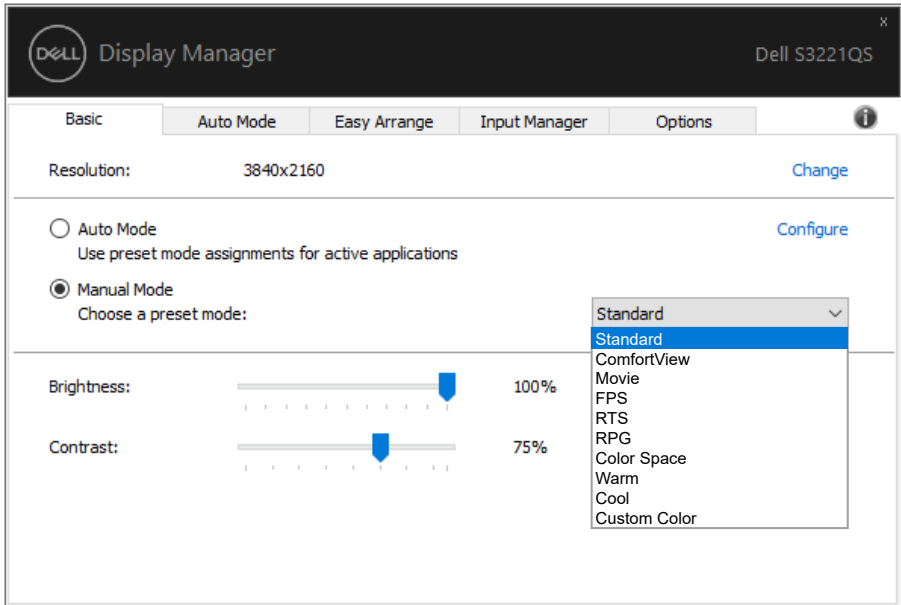 x
DELL Display Manager Dell S3221QS
Basic Auto Mode Easy Arrange Input Manager Options i
Resolution: 3840x2160 Change
Auto Mode Configure
Use preset mode assignments for active applications
Manual Mode
Choose a preset mode: Standard
Standard
ComfortView
Movie
Brightness: 100%
FPS
RTS
RPG
Contrast: 75%
Color Space
Warm
Cool
Custom Color